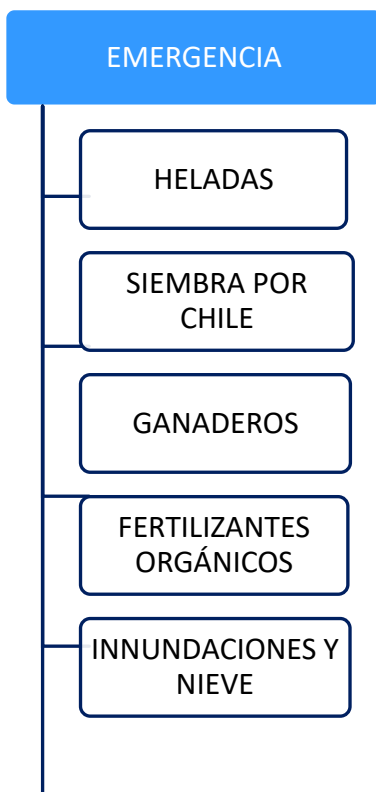 EMERGENCIA
HELADAS
SIEMBRA POR
CHILE
GANADEROS
FERTILIZANTES
ORGÁNICOS
INNUNDACIONES Y
NIEVE